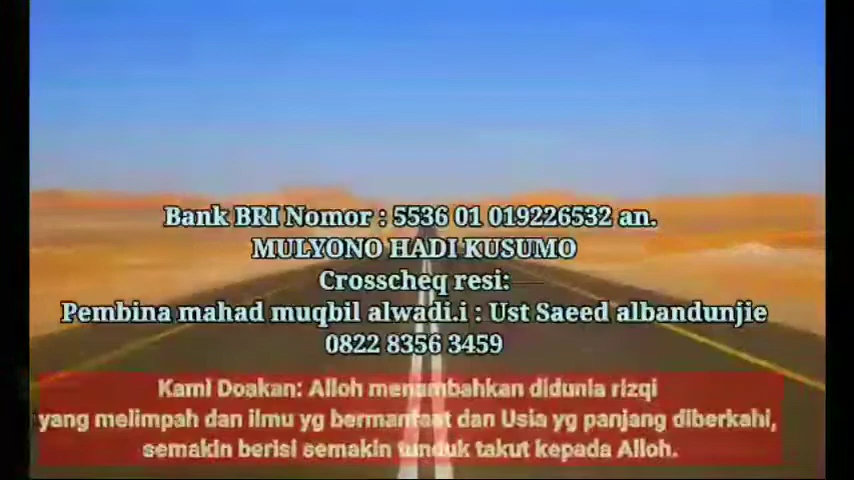 Bank BRI Nomor : 5536 01 019226532 an.
MULYONO HADI KUSUMO
Crosscheq resi:
Pembina mahad muqbil alwadi.i : Ust Saeed albandunjie
0822 8356 3459
Kami Doakan: Alloh menambahkan didunia rizqi
yang melimpah dan ilmu yg bermanfaat dan Usia yg panjang diberkahi,
semakin berisi semakin tunduk takut kepada Alloh.